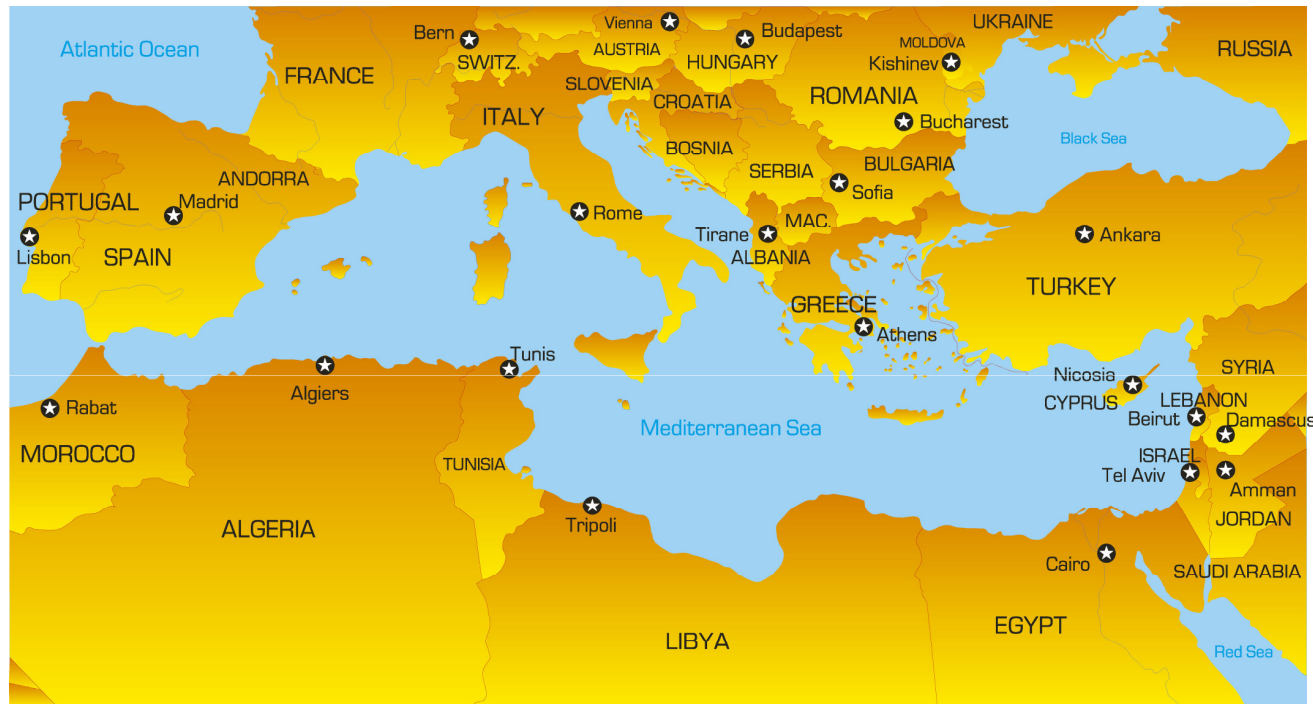 Atlantic Ocean
FRANCE
Bern
SWITZ.
Vienna
AUSTRIA
Budapest
HUNGARY
UKRAINE
MOLDOVA
Kishinev
RUSSIA
SLOVENIA
CROATIA
ROMANIA
Bucharest
ITALY
BOSNIA
SERBIA
BULGARIA
Sofia
Black Sea
PORTUGAL
Lisbon
ANDORRA
Madrid
SPAIN
Rome
Tirane
MAC.
ALBANIA
Ankara
TURKEY
GREECE
Athens
Rabat
MOROCCO
Algiers
ALGERIA
Tunis
TUNISIA
Mediterranean Sea
Tripoli
LIBYA
Nicosia
CYPRUS
SYRIA
LEBANON
Beirut
Damascus
ISRAEL
Tel Aviv
Amman
JORDAN
Cairo
EGYPT
SAUDI ARABIA
Red Sea